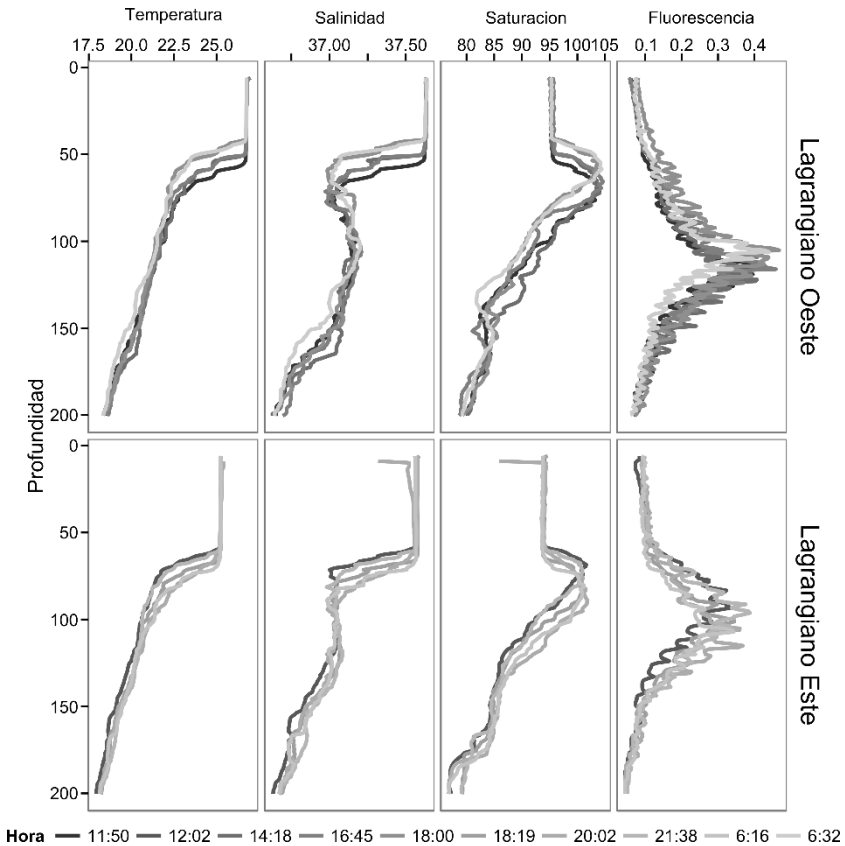 Temperatura Salinidad Saturacion Fluorescencia
17.5 20.0 22.5 25.0 37.00 37.50 80 85 90 95 100105 0.1 0.2 0.3 0.4
0
50
100
150
200
Lagrangiano Oeste
Profundidad
0
50
100
150
200
Lagrangiano Este
Hora 11:50 12:02 14:18 16:45 18:00 18:19 20:02 21:38 6:16 6:32